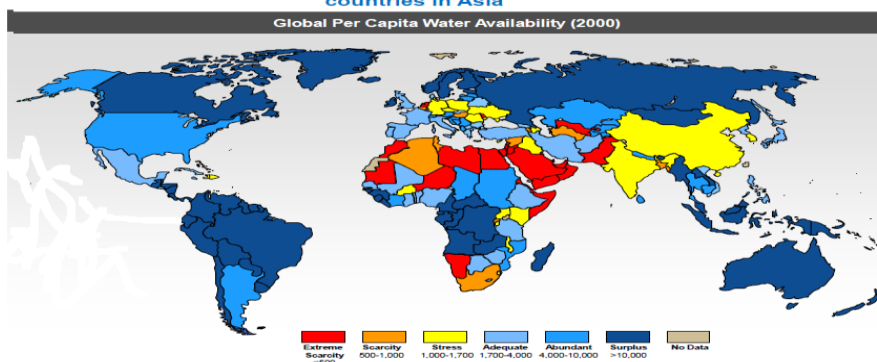 countries in Asia
Global Per Capita Water Availability (2000)
Extreme Scarcity Stress Adequate Abundant Surplus No Data
Scarcity 500-1,000 1,000-1,700 1,700-4,000 4,000-10,000 >10,000